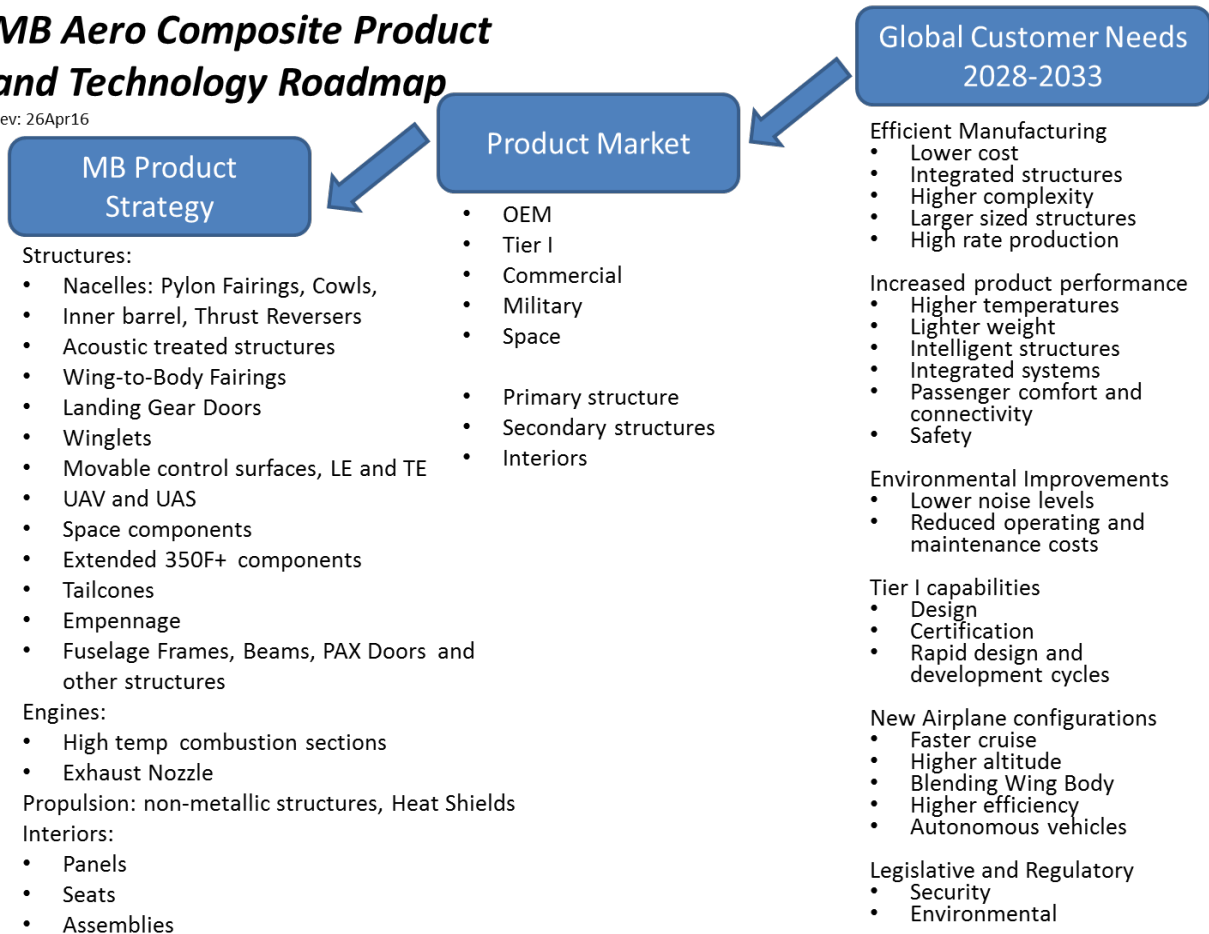 MB Aero Composite Product
and Technology Roadmap
ev: 26Apr16
MB Product
Strategy
Structures:
• Nacelles: Pylon Fairings, Cowls,
• Inner barrel, Thrust Reversers
• Acoustic treated structures
• Wing-to-Body Fairings
• Landing Gear Doors
• Winglets
• Movable control surfaces, LE and TE
• UAV and UAS
• Space components
• Extended 350F+ components
• Tailcones
• Empennage
• Fuselage Frames, Beams, PAX Doors and
other structures
Engines:
• High temp combustion sections
• Exhaust Nozzle
Propulsion: non-metallic structures, Heat Shields
Interiors:
• Panels
• Seats
• Assemblies
Product Market
• OEM
• Tier I
• Commercial
• Military
• Space
• Primary structure
• Secondary structures
• Interiors
Global Customer Needs
2028-2033
Efficient Manufacturing
• Lower cost
• Integrated structures
• Higher complexity
• Larger sized structures
• High rate production
Increased product performance
• Higher temperatures
• Lighter weight
• Intelligent structures
• Integrated systems
• Passenger comfort and
connectivity
• Safety
Environmental Improvements
• Lower noise levels
• Reduced operating and
maintenance costs
Tier I capabilities
• Design
• Certification
• Rapid design and
development cycles
New Airplane configurations
• Faster cruise
• Higher altitude
• Blending Wing Body
• Higher efficiency
• Autonomous vehicles
Legislative and Regulatory
• Security
• Environmental